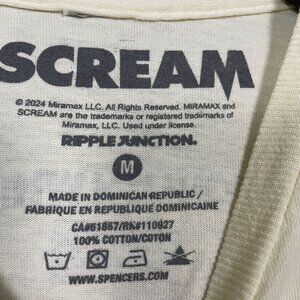 SCREAM
© 2024 Miramax LLC. All Rights Reserved. MIRAMAX and
SCREAM are the trademarks or registered trademarks of
Miramax, LLC. Used under license.
RIPPLE JUNCTION.
M
MADE IN DOMINICAN REPUBLIC /
FABRIQUE EN REPUBLIQUE DOMINICAINE
CA#61857/RN#110927
100% COTTON/COTON
WWW.SPENCERS.COM